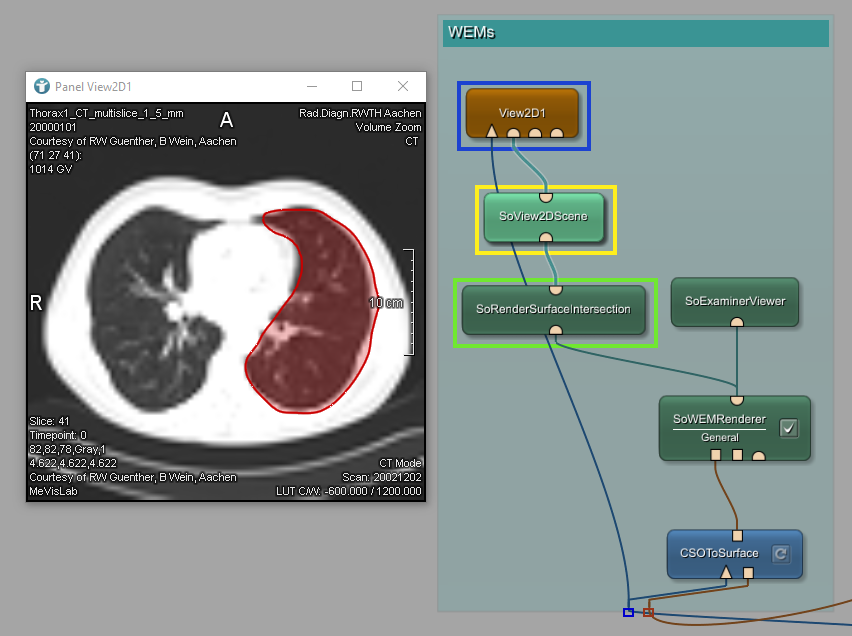 WEMs
Panel View2D1
Thorax1_CT_multislice_1_5_mm
20000101
Courtesy of RW Guenther, B Wein, Aachen
(71 27 41):
1014 GV
A
Rad.Diagn.RWTH Aachen
Volume Zoom
CT
R
10 cm
Slice: 41
Timepoint: 0
82,82,78,Gray,1
4.622,4.622,4.622
Courtesy of RW Guenther, B Wein, Aachen
MeVisLab
CT Mode
Scan: 20021202
LUT C/W: -600.000 / 1200.000
View2D1
SoView2DScene
SoRenderSurfaceIntersection
SoExaminerViewer
SoWEMRenderer
General
CSOToSurface